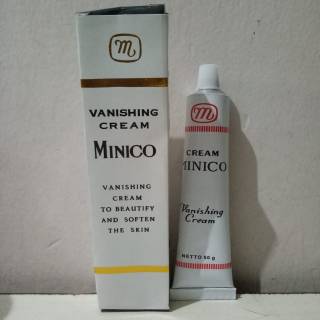 m
VANISHING
CREAM
MINICO
VANISHING
CREAM
TO BEAUTIFY
AND SOFTEN
THE SKIN
m
CREAM
MINICO
Vanishing
Cream
NETTO 50 g